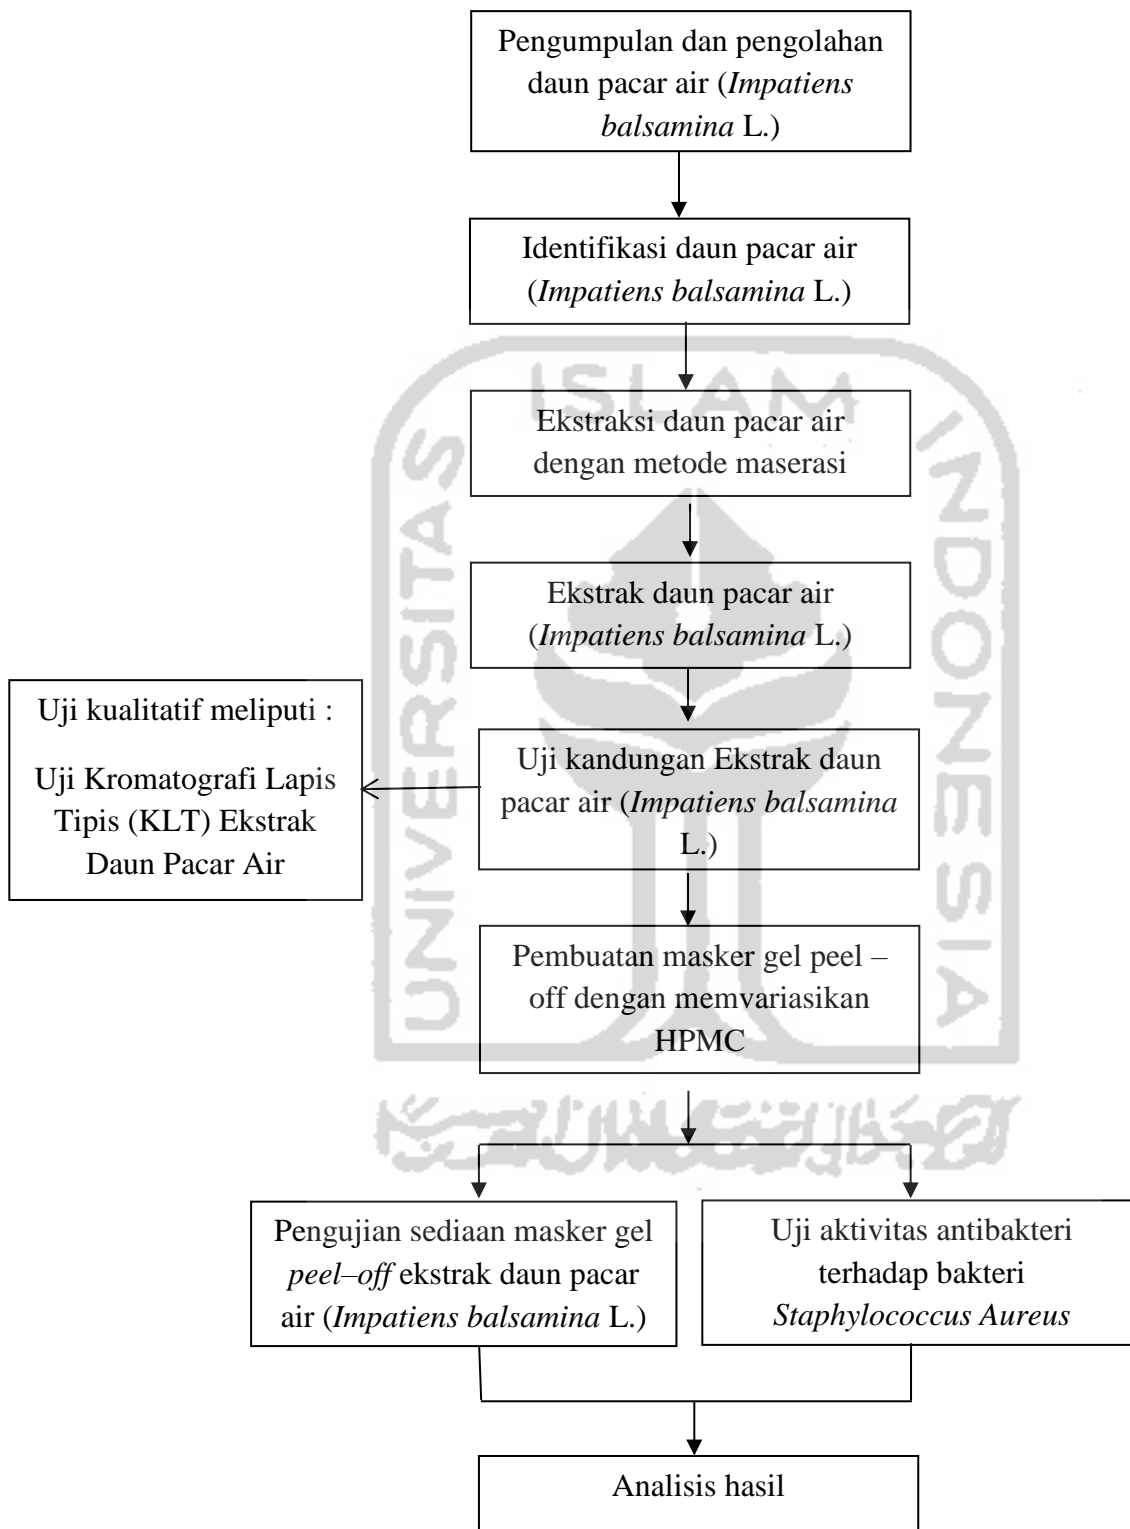 Pengumpulan dan pengolahan
daun pacar air (Impatiens
balsamina L.)
Identifikasi daun pacar air
(Impatiens balsamina L.)
ISLAM
UNIVERSITAS
INDONESIA
Ekstraksi daun pacar air
dengan metode maserasi
Ekstrak daun pacar air
(Impatiens balsamina L.)
Uji kualitatif meliputi :
Uji Kromatografi Lapis
Tipis (KLT) Ekstrak
Daun Pacar Air
Uji kandungan Ekstrak daun
pacar air (Impatiens balsamina
L.)
Pembuatan masker gel peel –
off dengan memvariasikan
HPMC
Pengujian sediaan masker gel
peel–off ekstrak daun pacar
air (Impatiens balsamina L.)
Uji aktivitas antibakteri
terhadap bakteri
Staphylococcus Aureus
Analisis hasil